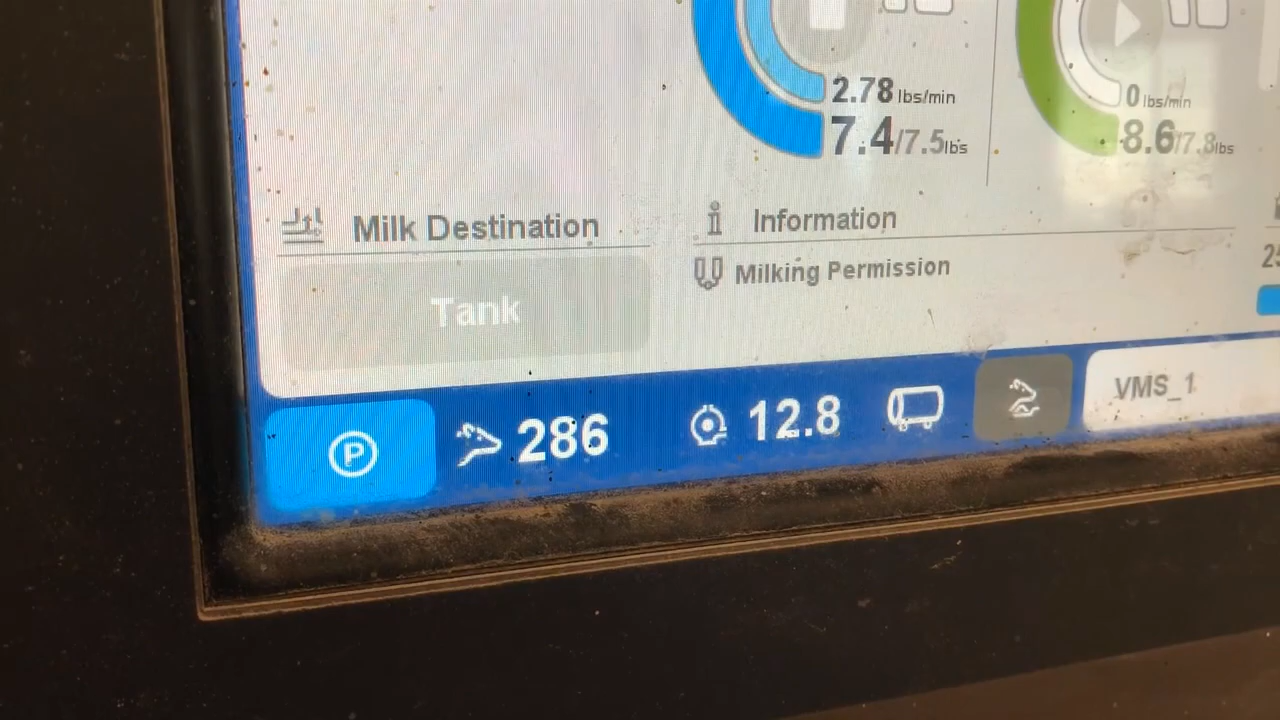 2.78 lbs/min
7.4/7.5lbs
0 lbs/min
8.6/7.8lbs
Milk Destination
Information
Milking Permission
Tank
P
286
12.8
VMS_1